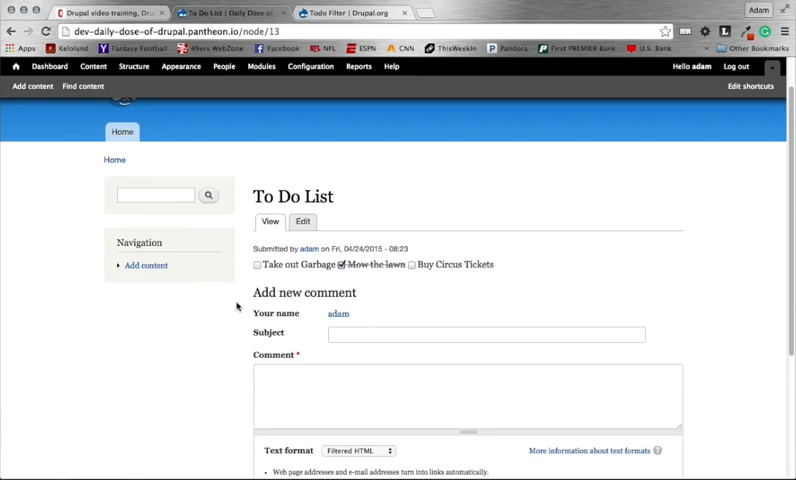 Drupal video training, Dru
To Do List | Daily Dose of
Todo Filter | Drupal.org
Adam
dev-daily-dose-of-drupal.pantheon.io/node/13
Apps Keloland Fantasy Football 49ers WebZone Facebook NFL ESPN CNN ThisWeekIn Pandora First PREMIER Bank U.S. Bank » Other Bookmarks
Dashboard Content Structure Appearance People Modules Configuration Reports Help Hello adam Log out
Add content Find content Edit shortcuts
Home
Home
To Do List
View Edit
Navigation
Add content
Submitted by adam on Fri, 04/24/2015 - 08:23
Take out Garbage Mow the lawn Buy Circus Tickets
Add new comment
Your name adam
Subject
Comment *
Text format Filtered HTML More information about text formats ?
• Web page addresses and e-mail addresses turn into links automatically.